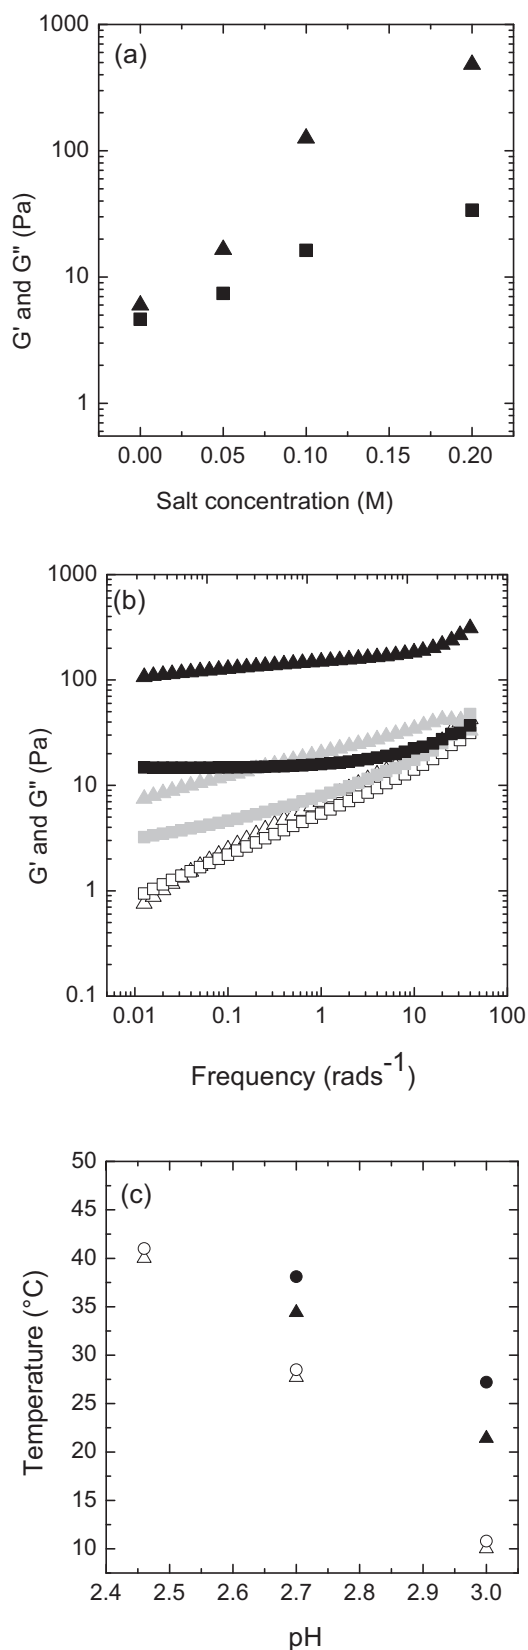 (a)
1000
100
10
1
G' and G" (Pa)
0.00 0.05 0.10 0.15 0.20
Salt concentration (M)
(b)
1000
100
10
1
0.1
G' and G" (Pa)
0.01 0.1 1 10 100
Frequency (rads-1)
(c)
50
45
40
35
30
25
20
15
10
Temperature (°C)
2.4 2.5 2.6 2.7 2.8 2.9 3.0
pH